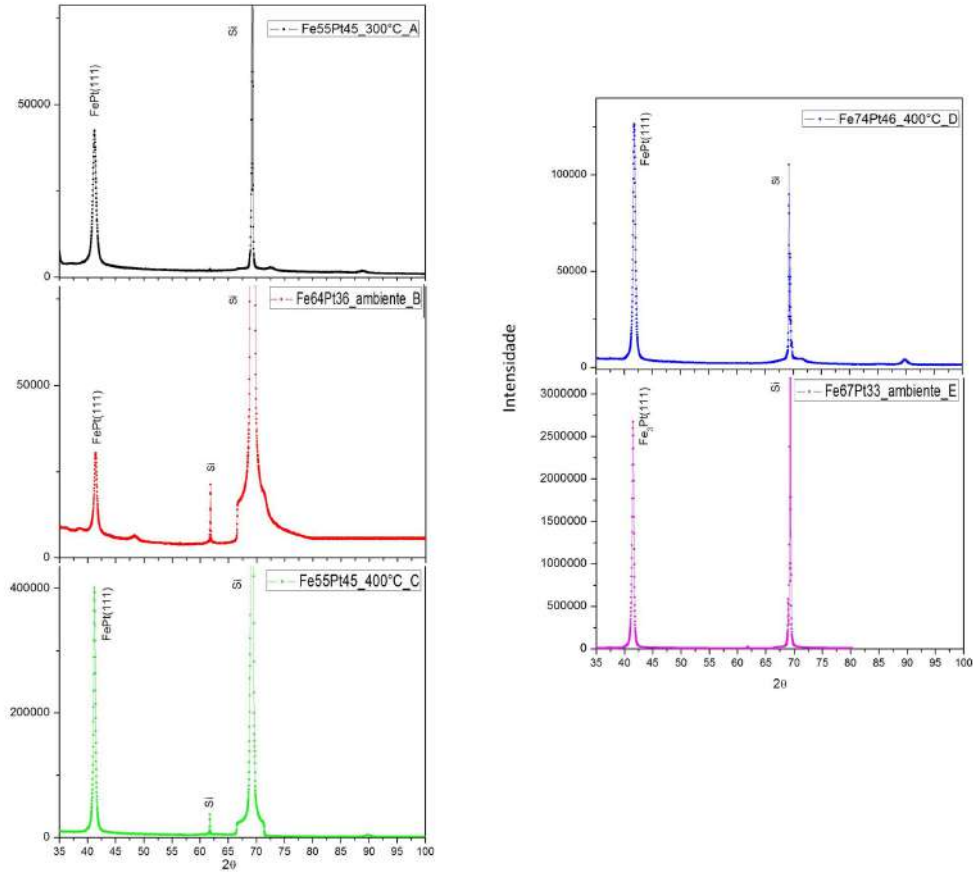 Fe55Pt45_300°C_A
Si
FePt(111)
50000
0
Fe64Pt36_ambiente_B
Si
FePt(111)
Si
50000
0
Fe55Pt45_400°C_C
Si
FePt(111)
Si
400000
200000
0
35 40 45 50 55 60 65 70 75 80 85 90 95 100
2θ
Intensidade
Fe74Pt46_400°C_D
FePt(111)
Si
100000
50000
0
Fe67Pt33_ambiente_E
Si
Fe3Pt(111)
3000000
2500000
2000000
1500000
1000000
500000
0
35 40 45 50 55 60 65 70 75 80 85 90 95 100
2θ